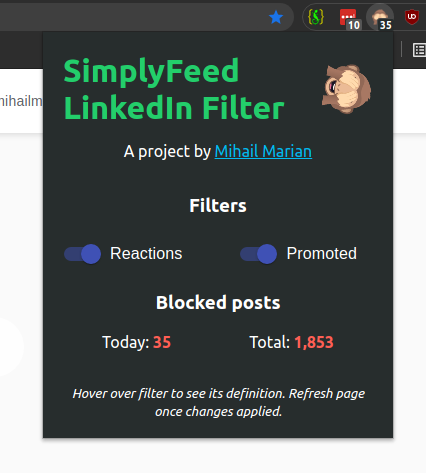 10
35
UD
SimplyFeed
LinkedIn Filter
A project by Mihail Marian
Filters
Reactions
Promoted
Blocked posts
Today: 35
Total: 1,853
Hover over filter to see its definition. Refresh page
once changes applied.